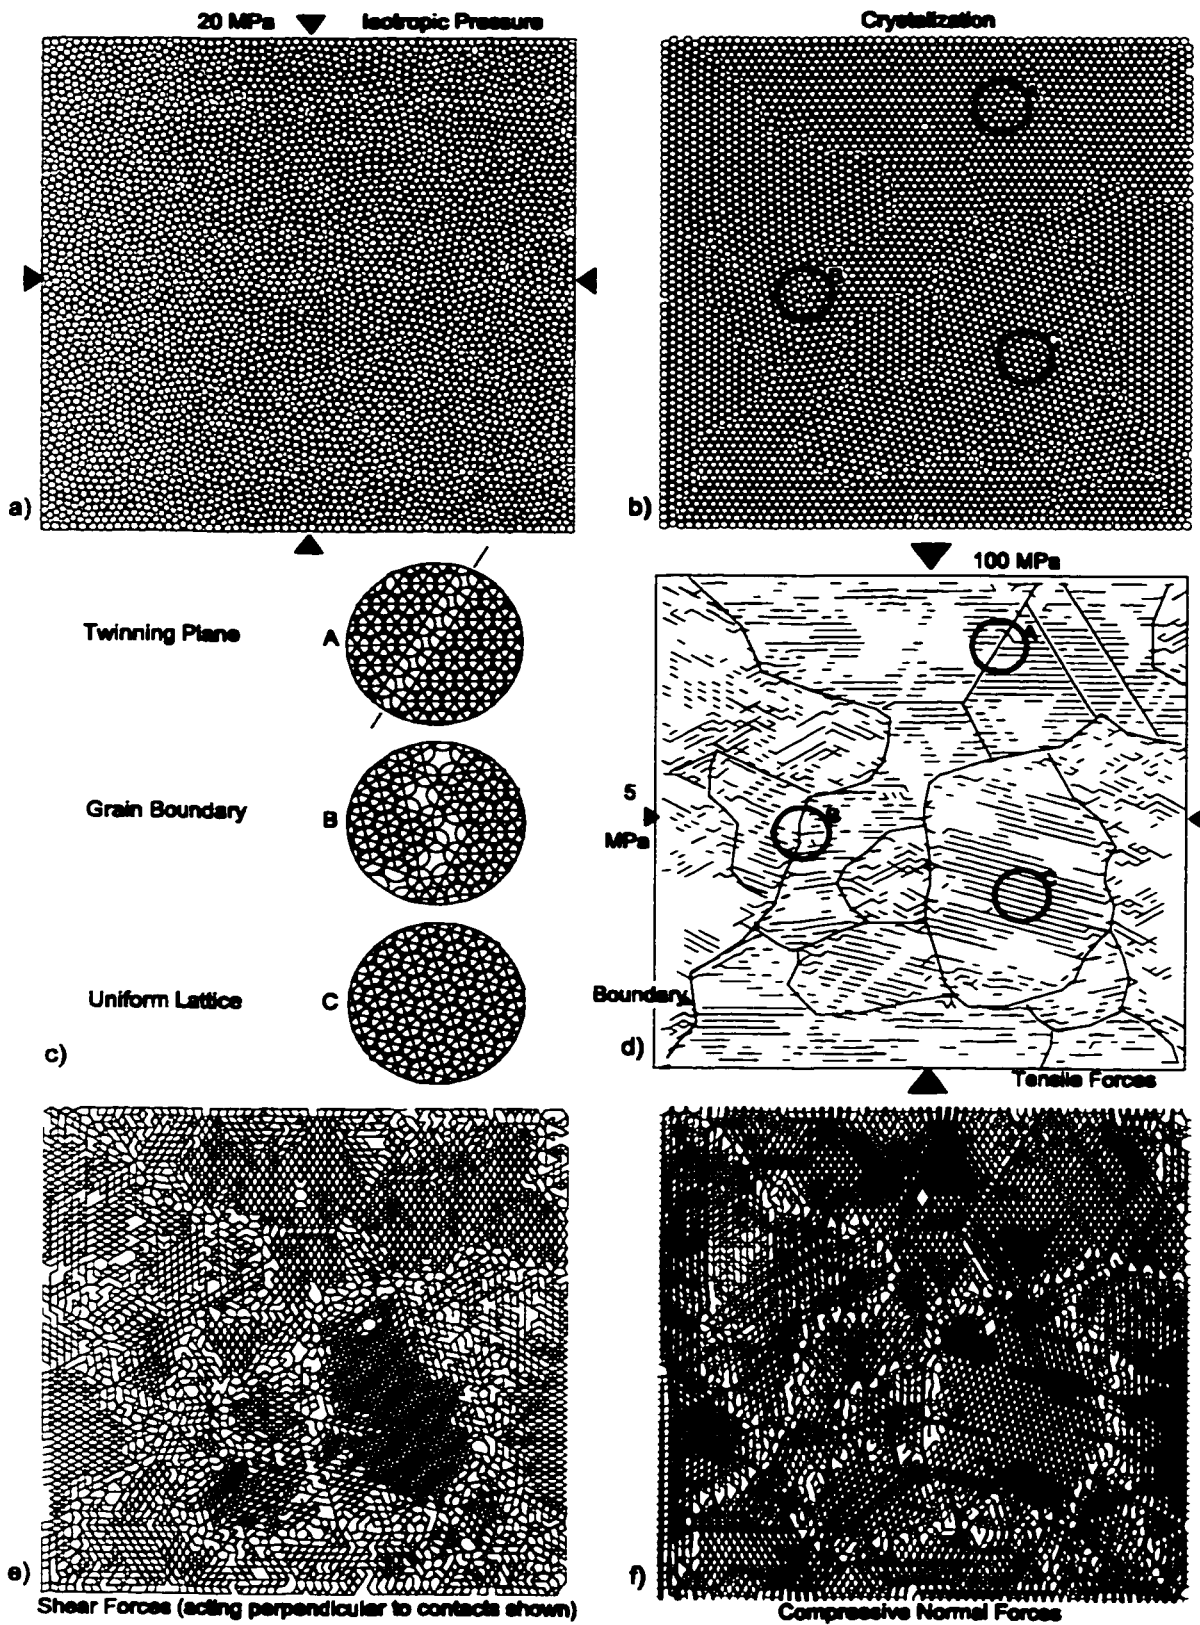 20 MPa Isotropic Pressure
Crystalization
A
B
C
a)
b)
100 MPa
Twinning Plane A
Grain Boundary B
Uniform Lattice C
c)
A
5
MPa
B
C
Boundary
d)
Tensile Forces
e)
Shear Forces (acting perpendicular to contacts shown)
f)
Compressive Normal Forces